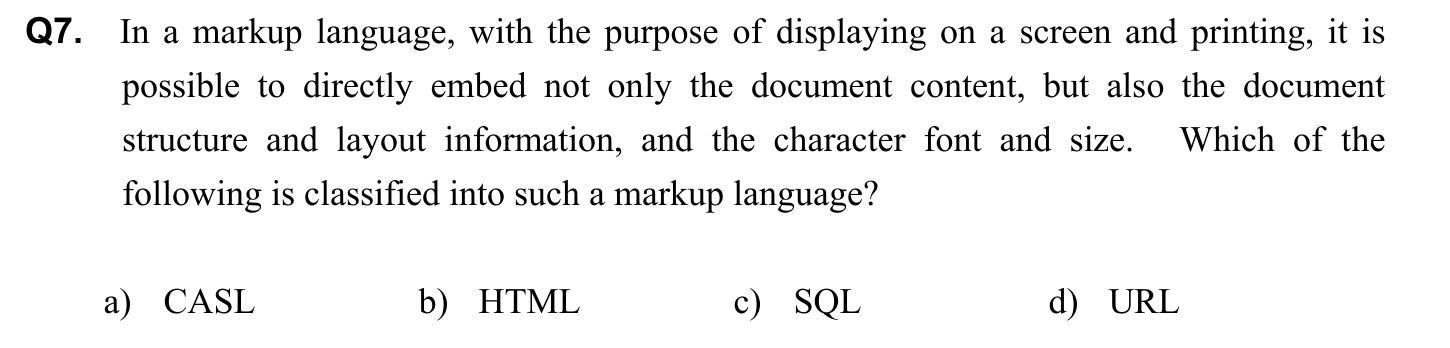 Q7. In a markup language, with the purpose of displaying on a screen and printing, it is
possible to directly embed not only the document content, but also the document
structure and layout information, and the character font and size. Which of the
following is classified into such a markup language?
a) CASL b) HTML c) SQL d) URL